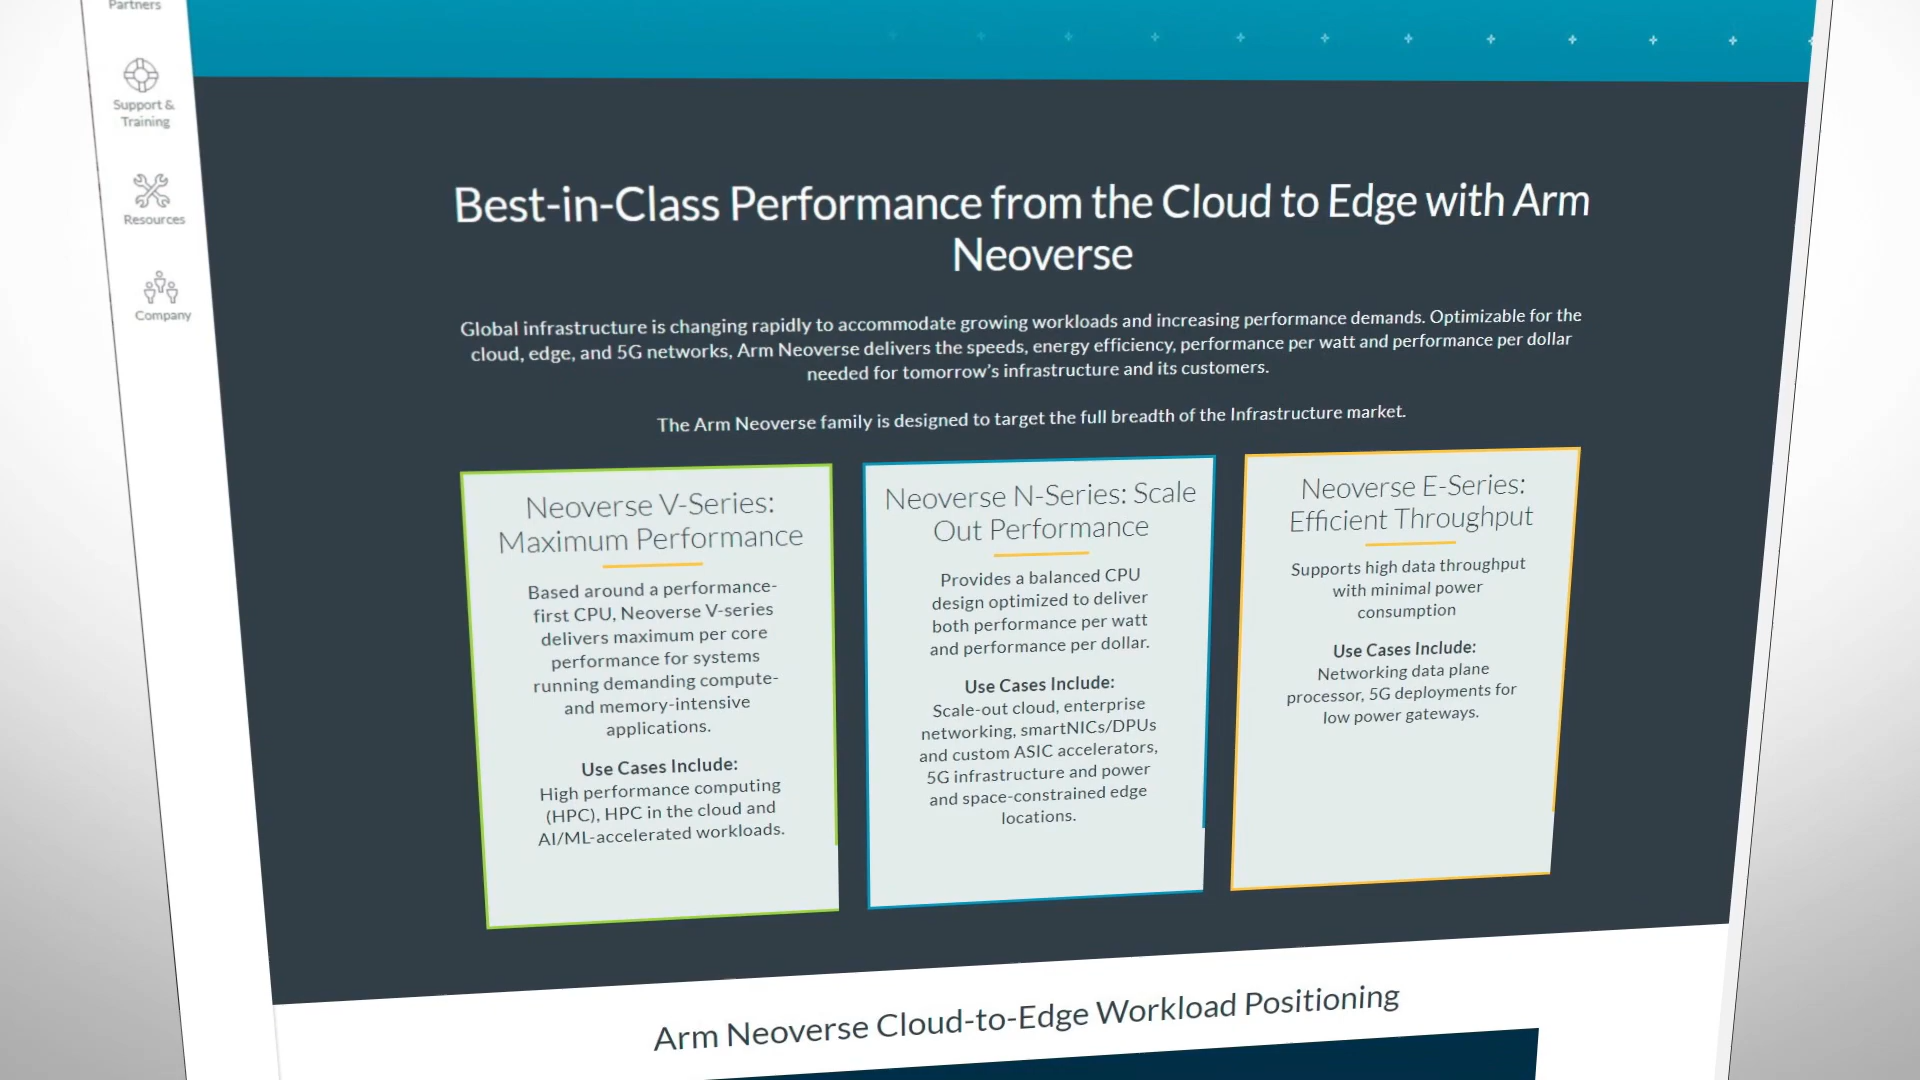 Partners
Support &
Training
Resources
Company
Best-in-Class Performance from the Cloud to Edge with Arm
Neoverse
Global infrastructure is changing rapidly to accommodate growing workloads and increasing performance demands. Optimizable for the
cloud, edge, and 5G networks, Arm Neoverse delivers the speeds, energy efficiency, performance per watt and performance per dollar
needed for tomorrow's infrastructure and its customers.
The Arm Neoverse family is designed to target the full breadth of the Infrastructure market.
Neoverse V-Series:
Maximum Performance
Based around a performance-
first CPU, Neoverse V-series
delivers maximum per core
performance for systems
running demanding compute-
and memory-intensive
applications.
Use Cases Include:
High performance computing
(HPC), HPC in the cloud and
AI/ML-accelerated workloads.
Neoverse N-Series: Scale
Out Performance
Provides a balanced CPU
design optimized to deliver
both performance per watt
and performance per dollar.
Use Cases Include:
Scale-out cloud, enterprise
networking, smartNICs/DPUs
and custom ASIC accelerators,
5G infrastructure and power
and space-constrained edge
locations.
Neoverse E-Series:
Efficient Throughput
Supports high data throughput
with minimal power
consumption
Use Cases Include:
Networking data plane
processor, 5G deployments for
low power gateways.
Arm Neoverse Cloud-to-Edge Workload Positioning